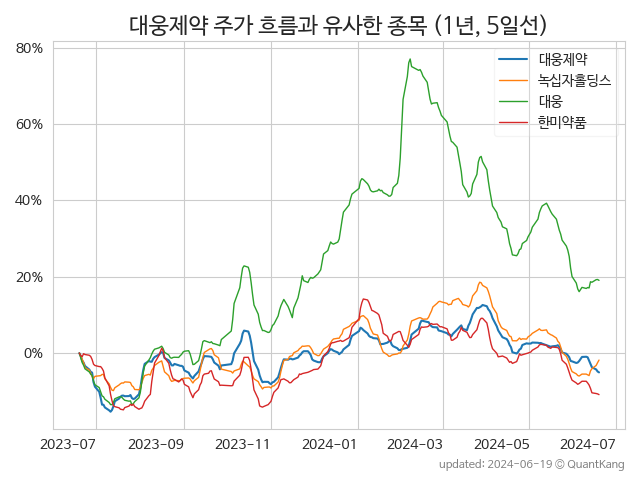 대웅제약 주가 흐름과 유사한 종목 (1년, 5일선)
80%
60%
40%
20%
0%
대웅제약
녹십자홀딩스
대웅
한미약품
2023-07 2023-09 2023-11 2024-01 2024-03 2024-05 2024-07
updated: 2024-06-19 © QuantKang